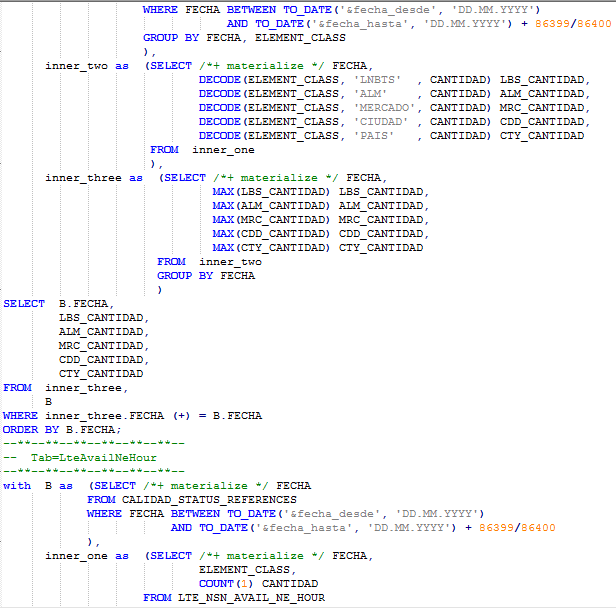 WHERE FECHA BETWEEN TO_DATE('&fecha_desde', 'DD.MM.YYYY')
AND TO_DATE('&fecha_hasta', 'DD.MM.YYYY') + 86399/86400
GROUP BY FECHA, ELEMENT_CLASS
),
inner_two as (SELECT /*+ materialize */ FECHA,
DECODE(ELEMENT_CLASS, 'LNBTS' , CANTIDAD) LBS_CANTIDAD,
DECODE(ELEMENT_CLASS, 'ALM' , CANTIDAD) ALM_CANTIDAD,
DECODE(ELEMENT_CLASS, 'MERCADO', CANTIDAD) MRC_CANTIDAD,
DECODE(ELEMENT_CLASS, 'CIUDAD' , CANTIDAD) CDD_CANTIDAD,
DECODE(ELEMENT_CLASS, 'PAIS' , CANTIDAD) CTY_CANTIDAD
FROM inner_one
),
inner_three as (SELECT /*+ materialize */ FECHA,
MAX(LBS_CANTIDAD) LBS_CANTIDAD,
MAX(ALM_CANTIDAD) ALM_CANTIDAD,
MAX(MRC_CANTIDAD) MRC_CANTIDAD,
MAX(CDD_CANTIDAD) CDD_CANTIDAD,
MAX(CTY_CANTIDAD) CTY_CANTIDAD
FROM inner_two
GROUP BY FECHA
)
SELECT B.FECHA,
LBS_CANTIDAD,
ALM_CANTIDAD,
MRC_CANTIDAD,
CDD_CANTIDAD,
CTY_CANTIDAD
FROM inner_three,
B
WHERE inner_three.FECHA (+) = B.FECHA
ORDER BY B.FECHA;
--**--**--**--**--**--**--
-- Tab=LteAvailNeHour
--**--**--**--**--**--**--
with B as (SELECT /*+ materialize */ FECHA
FROM CALIDAD_STATUS_REFERENCES
WHERE FECHA BETWEEN TO_DATE('&fecha_desde', 'DD.MM.YYYY')
AND TO_DATE('&fecha_hasta', 'DD.MM.YYYY') + 86399/86400
),
inner_one as (SELECT /*+ materialize */ FECHA,
ELEMENT_CLASS,
COUNT(1) CANTIDAD
FROM LTE_NSN_AVAIL_NE_HOUR